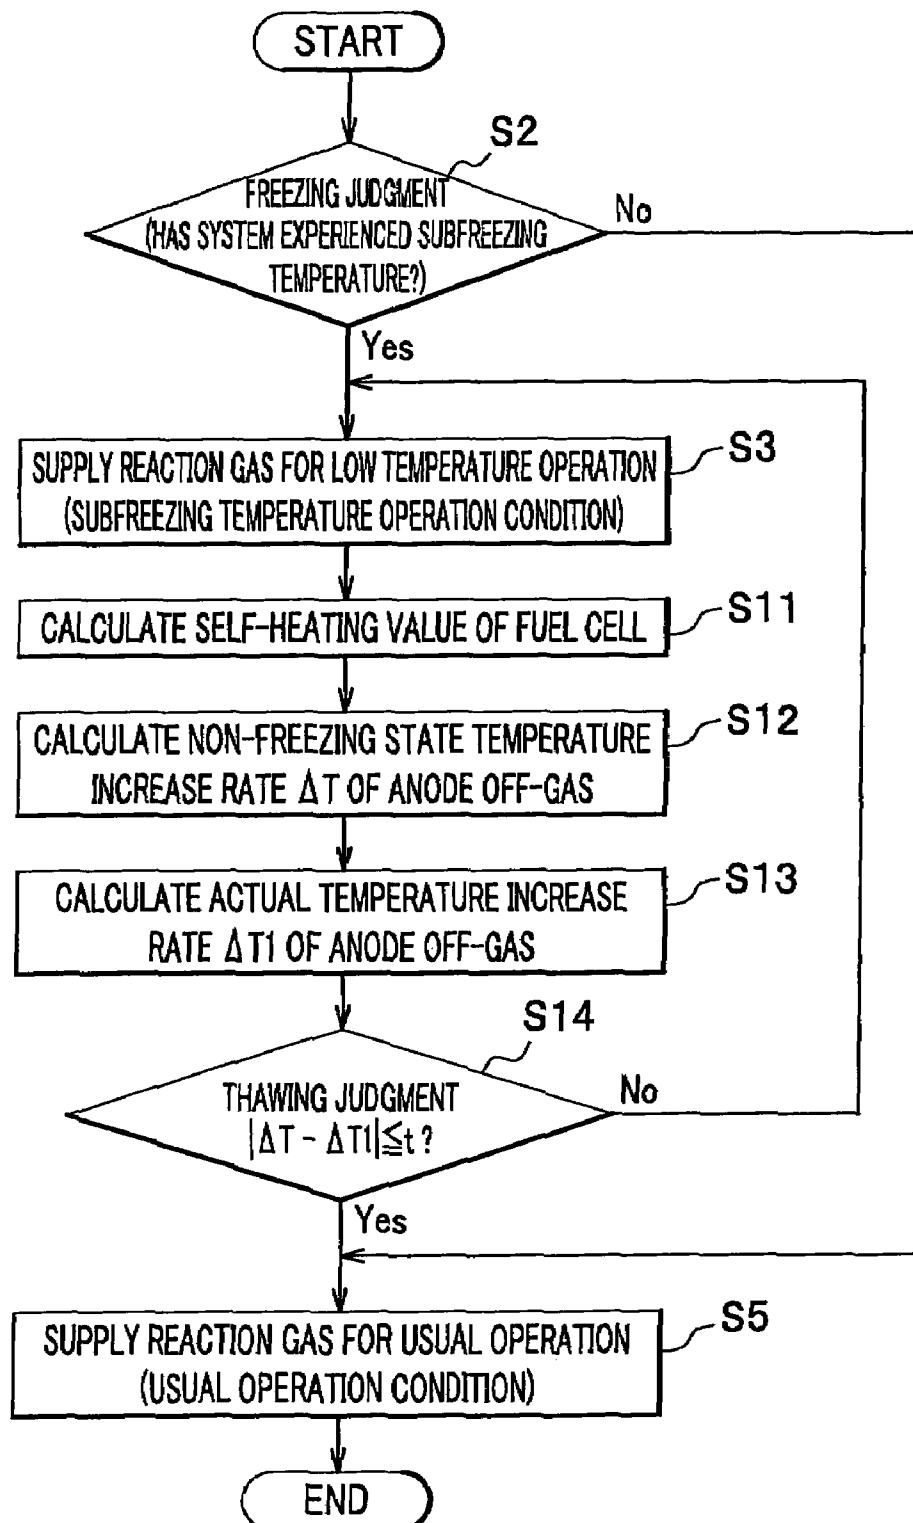 START
S2
FREEZING JUDGMENT
(HAS SYSTEM EXPERIENCED SUBFREEZING
TEMPERATURE?)
No
Yes
S3
SUPPLY REACTION GAS FOR LOW TEMPERATURE OPERATION
(SUBFREEZING TEMPERATURE OPERATION CONDITION)
S11
CALCULATE SELF-HEATING VALUE OF FUEL CELL
S12
CALCULATE NON-FREEZING STATE TEMPERATURE
INCREASE RATE ΔT OF ANODE OFF-GAS
S13
CALCULATE ACTUAL TEMPERATURE INCREASE
RATE ΔT1 OF ANODE OFF-GAS
S14
THAWING JUDGMENT
|ΔT - ΔT1|≦t?
No
Yes
S5
SUPPLY REACTION GAS FOR USUAL OPERATION
(USUAL OPERATION CONDITION)
END